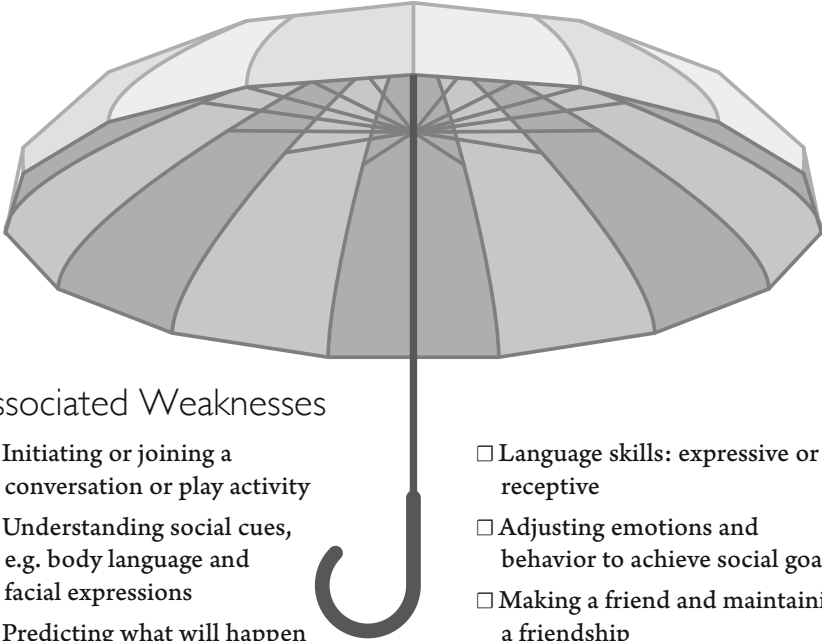 ssociated Weaknesses
Initiating or joining a
conversation or play activity
Understanding social cues,
e.g. body language and
facial expressions
Predicting what will happen
☐ Language skills: expressive or
receptive
☐ Adjusting emotions and
behavior to achieve social goa
☐ Making a friend and maintaini
a friendship